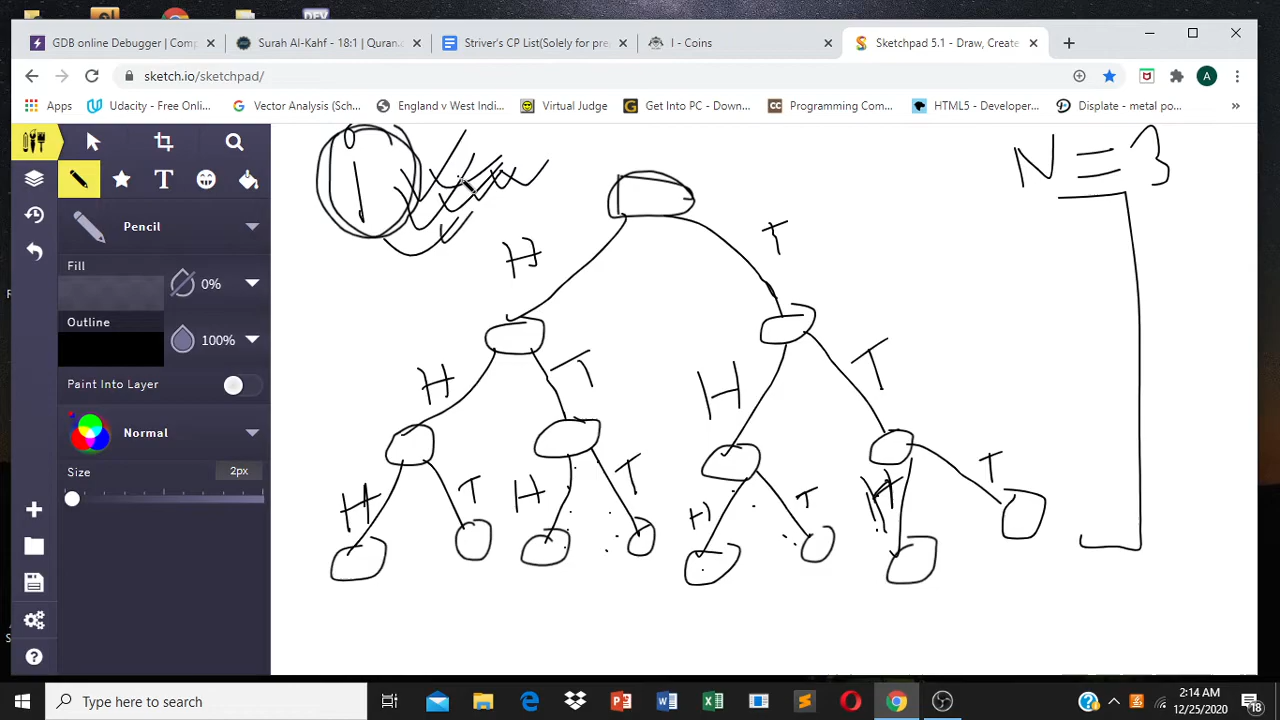 DEV
GDB online Debugger | Comp
Surah Al-Kahf - 18:1 | Quran.c
Striver's CP List(Solely for pre
I - Coins
Sketchpad 5.1 - Draw, Create
sketch.io/sketchpad/
A
Apps
Udacity - Free Onli...
Vector Analysis (Sch...
England v West Indi...
Virtual Judge
Get Into PC - Down...
CC
Programming Com...
HTML5 - Developer...
Displate - metal po...
»
N = 3
Pencil
Fill
0%
Outline
100%
Paint Into Layer
Normal
Size
2px
H T
H T H T
H T H T H T H T
Type here to search
2:14 AM
12/25/2020
18